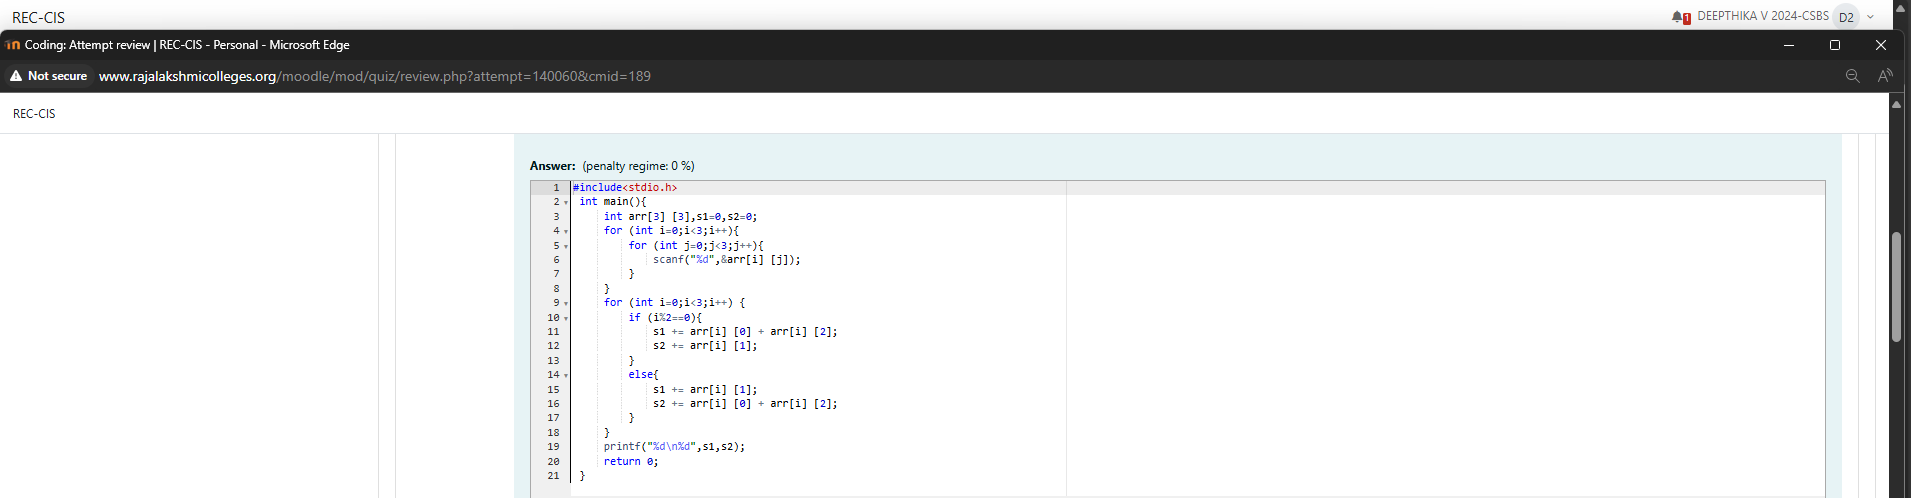 REC-CIS
1 DEEPTHIKA V 2024-CSBS D2
Coding: Attempt review | REC-CIS - Personal - Microsoft Edge
Not secure www.rajalakshmicolleges.org/moodle/mod/quiz/review.php?attempt=140060&cmid=189
REC-CIS
Answer: (penalty regime: 0 %)
1 #include<stdio.h>
2 int main(){
3 int arr[3] [3],s1=0,s2=0;
4 for (int i=0;i<3;i++){
5 for (int j=0;j<3;j++){
6 scanf("%d",&arr[i] [j]);
7 }
8 }
9 for (int i=0;i<3;i++) {
10 if (i%2==0){
11 s1 += arr[i] [0] + arr[i] [2];
12 s2 += arr[i] [1];
13 }
14 else{
15 s1 += arr[i] [1];
16 s2 += arr[i] [0] + arr[i] [2];
17 }
18 }
19 printf("%d\n%d",s1,s2);
20 return 0;
21 }